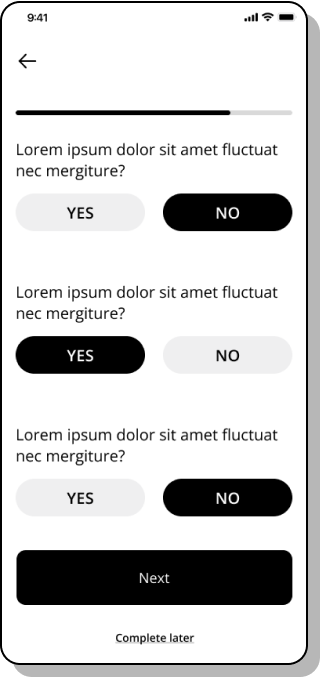 9:41
Lorem ipsum dolor sit amet fluctuat
nec mergiture?
YES NO
Lorem ipsum dolor sit amet fluctuat
nec mergiture?
YES NO
Lorem ipsum dolor sit amet fluctuat
nec mergiture?
YES NO
Next
Complete later